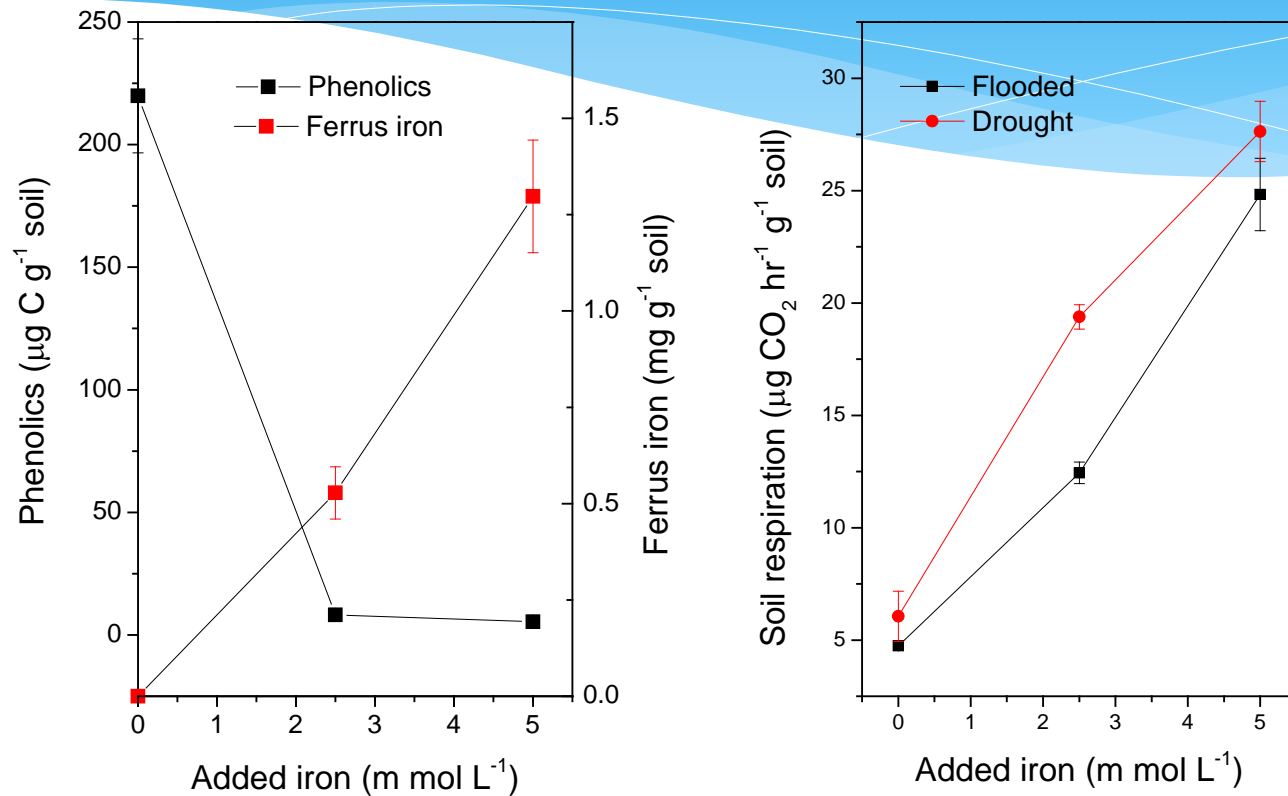 Phenolics
Ferrus iron
250
200
150
100
50
0
Phenolics (μg C g⁻¹ soil)
1.5
1.0
0.5
0.0
Ferrus iron (mg g⁻¹ soil)
0 1 2 3 4 5
Added iron (m mol L⁻¹)
Flooded
Drought
30
25
20
15
10
5
Soil respiration (μg CO₂ hr⁻¹ g⁻¹ soil)
0 1 2 3 4 5
Added iron (m mol L⁻¹)